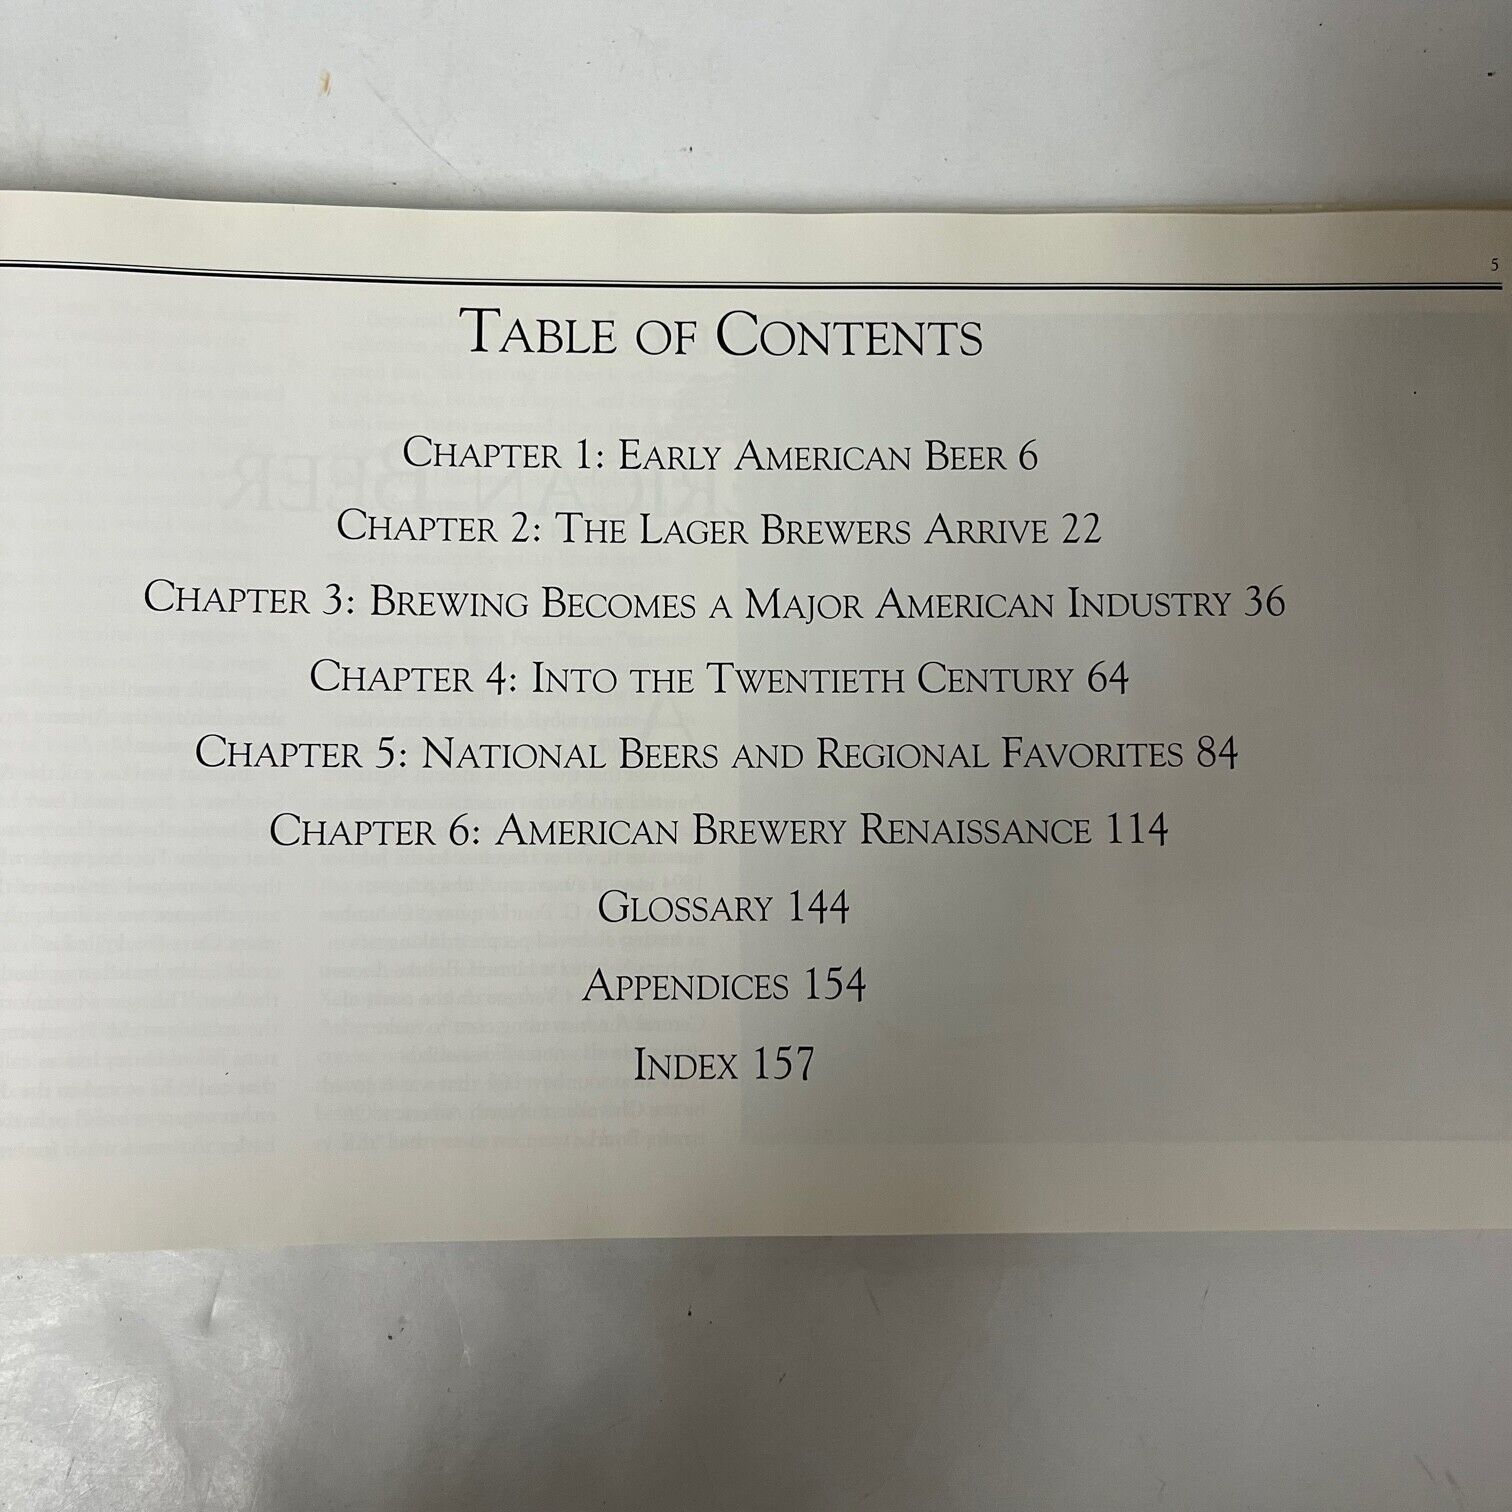 5
Table of Contents
Chapter 1: Early American Beer 6
Chapter 2: The Lager Brewers Arrive 22
Chapter 3: Brewing Becomes a Major American Industry 36
Chapter 4: Into the Twentieth Century 64
Chapter 5: National Beers and Regional Favorites 84
Chapter 6: American Brewery Renaissance 114
Glossary 144
Appendices 154
Index 157